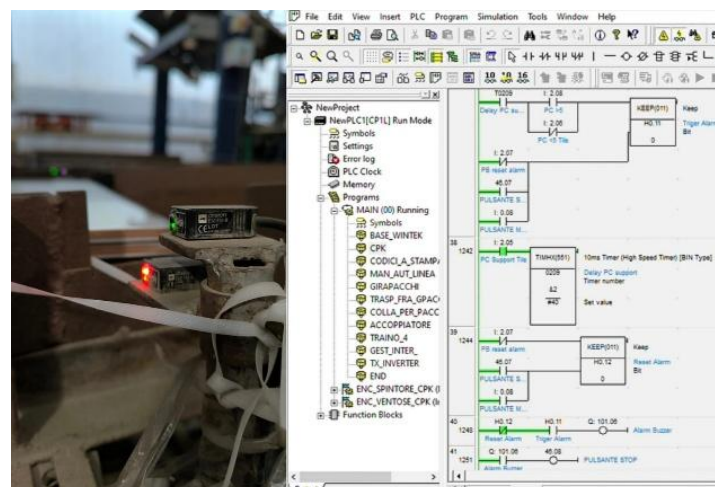 File Edit View Insert PLC Program Simulation Tools Window Help
NewProject
NewPLC1[CP1L] Run Mode
Symbols
Settings
Error log
PLC Clock
Memory
Programs
MAIN (00) Running
Symbols
BASE_WINTEK
CPK
CODICI_A_STAMPA
MAN_AUT_LINEA
GIRAPACCHI
TRASP_FRA_GPAC
COLLA_PER_PACC
ACCOPPIATORE
TRAINO_4
GEST_INTER_
TX_INVERTER
END
ENC_SPINTORE_CPK (I
ENC_VENTOSE_CPK (I
Function Blocks
T0209 I: 2.08
Delay PC su... PC +5
KEEP(011) Keep
I: 2.06
H0.11 Triger Alarm
PC +5 Tile
Bit
0
I: 2.07
PB reset alarm
46.07
PULSANTE S...
I: 0.08
PULSANTE M...
38
1242
I: 2.05
PC Support Tile
TIMHX(551) 10ms Timer (High Speed Timer) [BIN Type]
0209 Delay PC support
Timer number
&2
#40 Set value
39
1244
I: 2.07
PB reset alarm
KEEP(011) Keep
46.07
H0.12 Reset Alarm
PULSANTE S...
Bit
0
I: 0.08
PULSANTE M...
40
1248
H0.12 H0.11 Q: 101.06
Reset Alarm Triger Alarm Alarm Buzzer
41
1251
Q: 101.06 46.08
Alarm Buzzer PULSANTE STOP